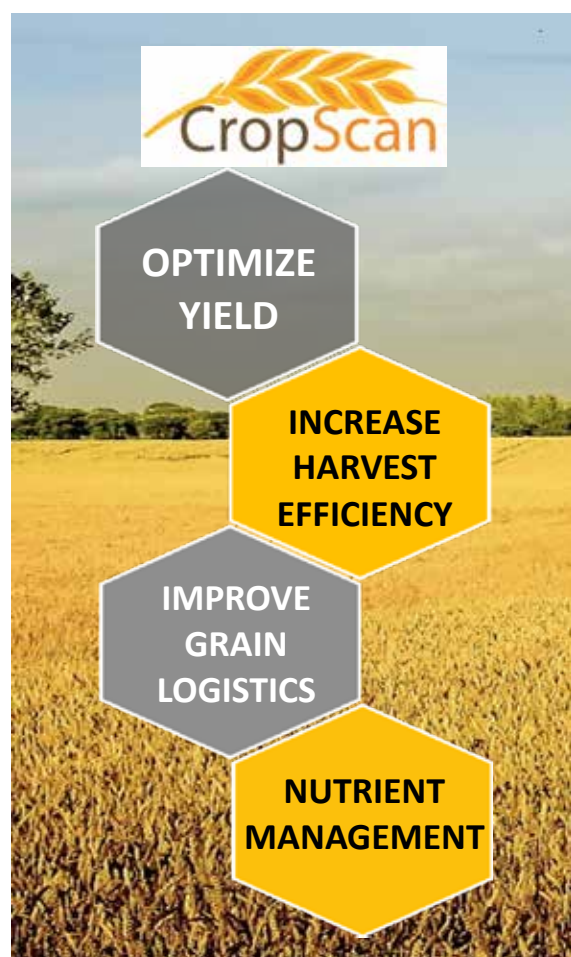 CropScan
OPTIMIZE
YIELD
INCREASE
HARVEST
EFFICIENCY
IMPROVE
GRAIN
LOGISTICS
NUTRIENT
MANAGEMENT